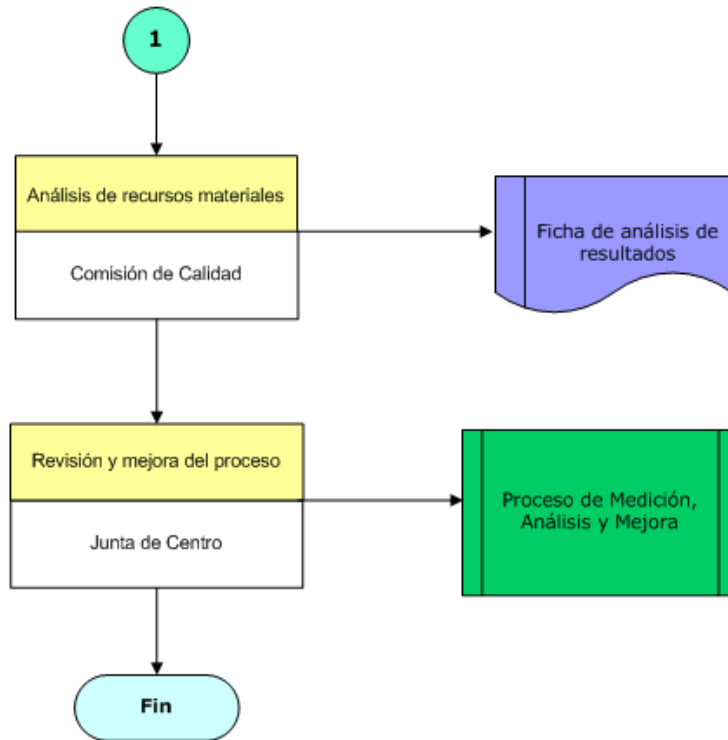 1
Análisis de recursos materiales
Comisión de Calidad
Ficha de análisis de
resultados
Revisión y mejora del proceso
Junta de Centro
Proceso de Medición,
Análisis y Mejora
Fin